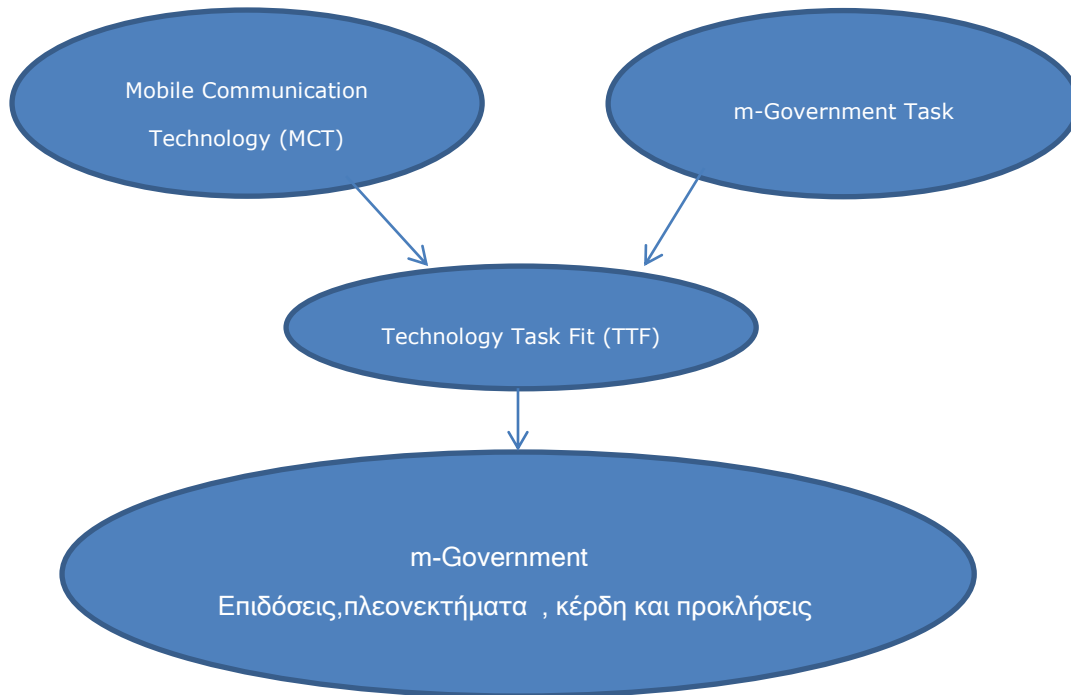 Mobile Communication
Technology (MCT)
m-Government Task
Technology Task Fit (TTF)
m-Government
Επιδόσεις,πλεονεκτήματα , κέρδη και προκλήσεις